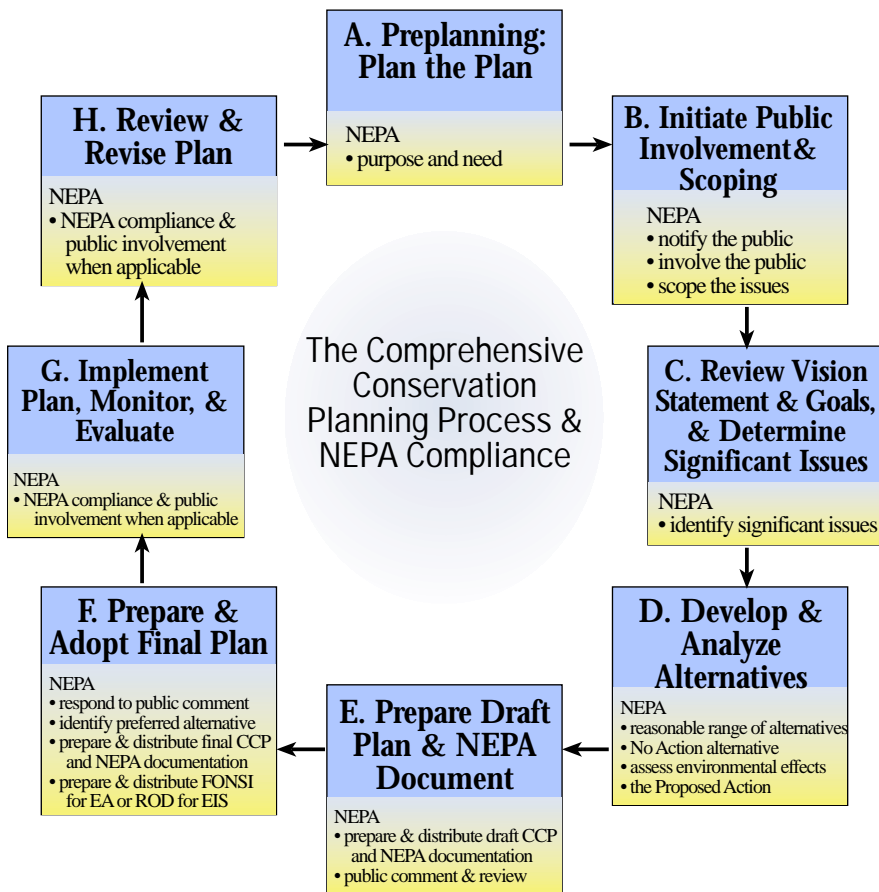 A. Preplanning:
Plan the Plan
NEPA
• purpose and need
B. Initiate Public
Involvement&
Scoping
NEPA
• notify the public
• involve the public
• scope the issues
C. Review Vision
Statement & Goals,
& Determine
Significant Issues
NEPA
• identify significant issues
D. Develop &
Analyze
Alternatives
NEPA
• reasonable range of alternatives
• No Action alternative
• assess environmental effects
• the Proposed Action
E. Prepare Draft
Plan & NEPA
Document
NEPA
• prepare & distribute draft CCP
and NEPA documentation
• public comment & review
F. Prepare &
Adopt Final Plan
NEPA
• respond to public comment
• identify preferred alternative
• prepare & distribute final CCP
and NEPA documentation
• prepare & distribute FONSI
for EA or ROD for EIS
G. Implement
Plan, Monitor, &
Evaluate
NEPA
• NEPA compliance & public
involvement when applicable
H. Review &
Revise Plan
NEPA
• NEPA compliance &
public involvement
when applicable
The Comprehensive
Conservation
Planning Process &
NEPA Compliance